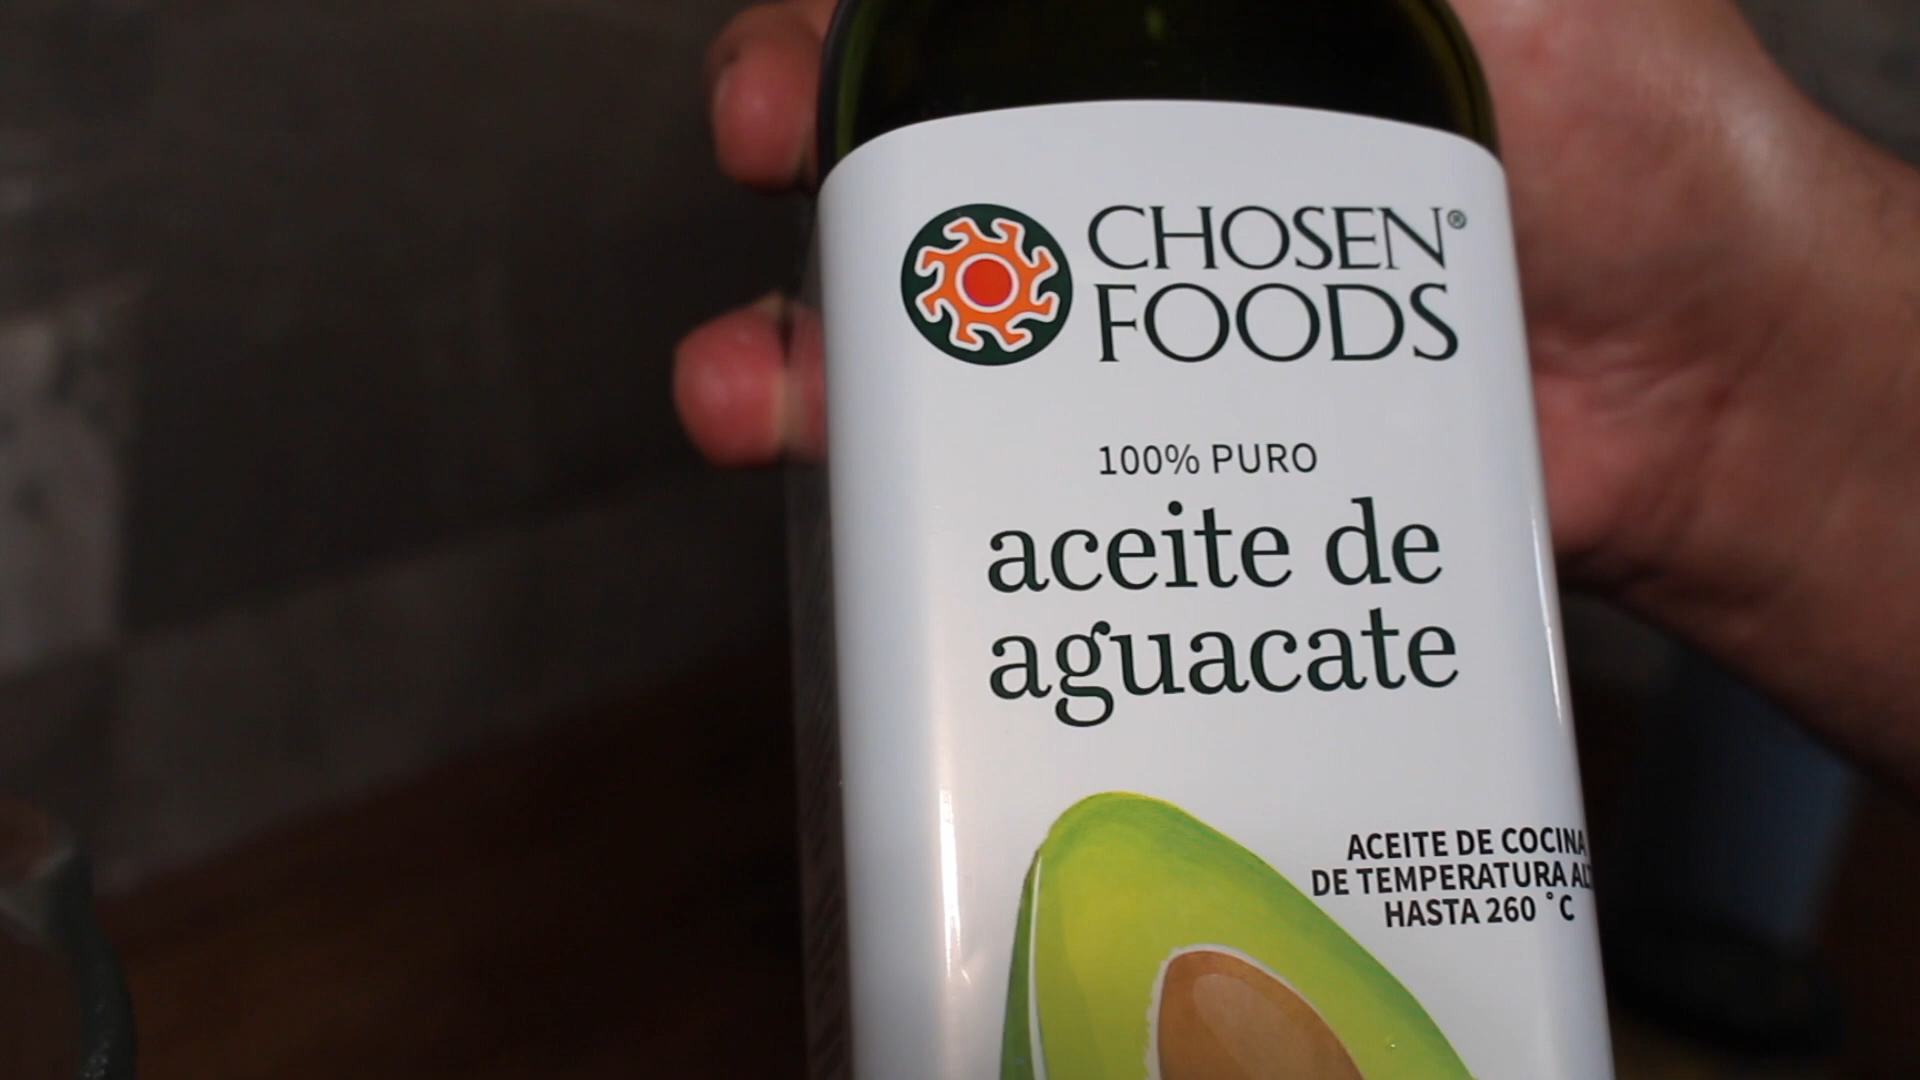 CHOSEN®
FOODS
100% PURO
aceite de
aguacate
ACEITE DE COCINA
DE TEMPERATURA
HASTA 260 °C